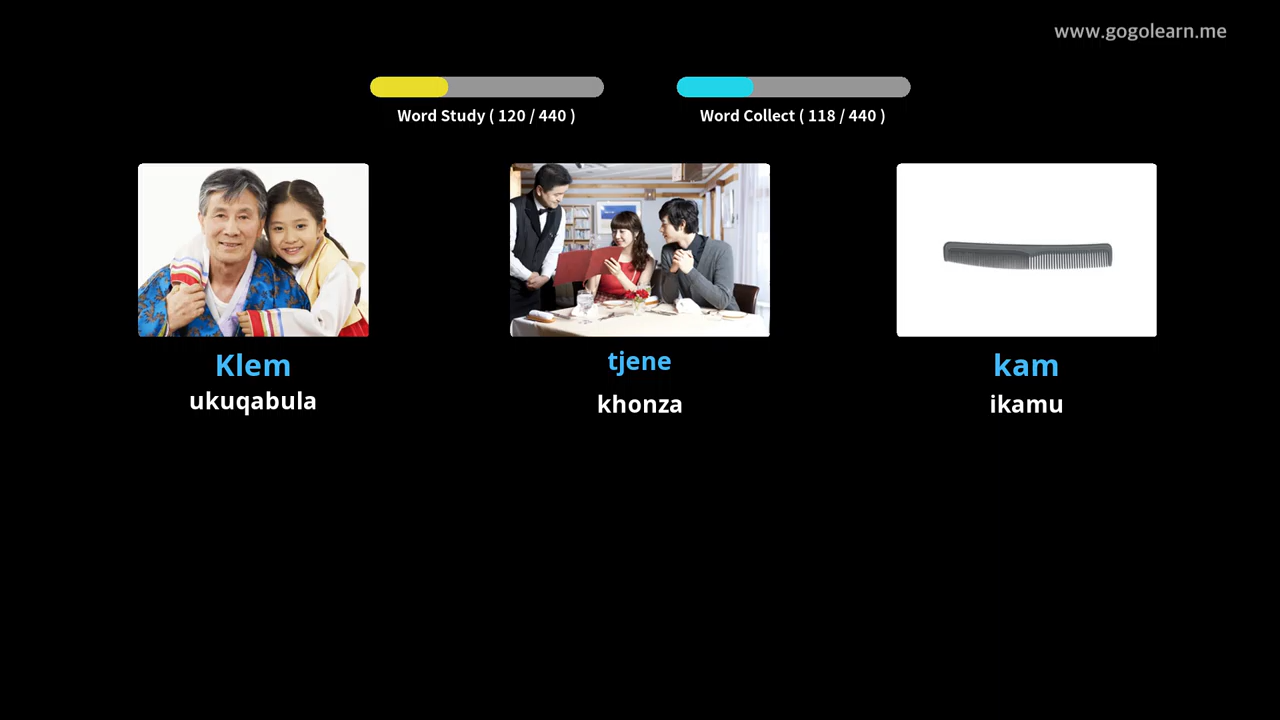 www.gogolearn.me
Word Study ( 120 / 440 )
Word Collect ( 118 / 440 )
Klem
tjene
kam
ukuqabula
khonza
ikamu